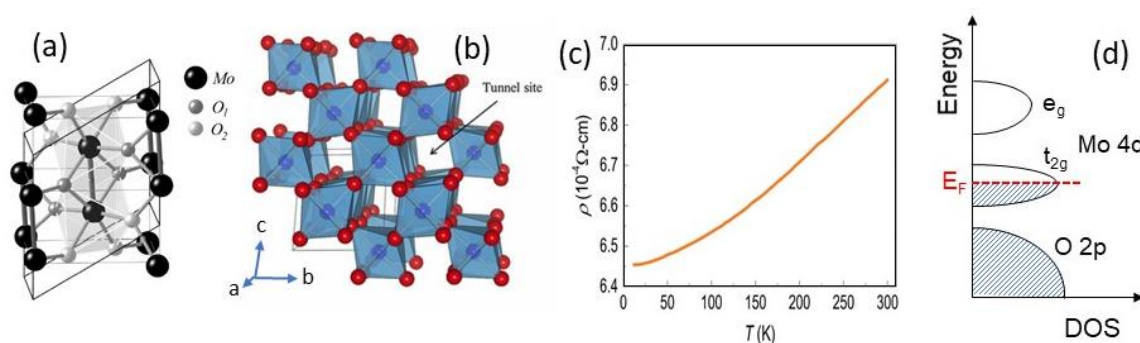 (a)
Mo
O1
O2
(b)
Tunnel site
c
a
b
(c)
7.0
6.9
6.8
6.7
6.6
6.5
6.4
ρ (10⁻⁴Ω-cm)
0 50 100 150 200 250 300
T (K)
(d)
Energy
eg
Mo 4d
t2g
EF
O 2p
DOS